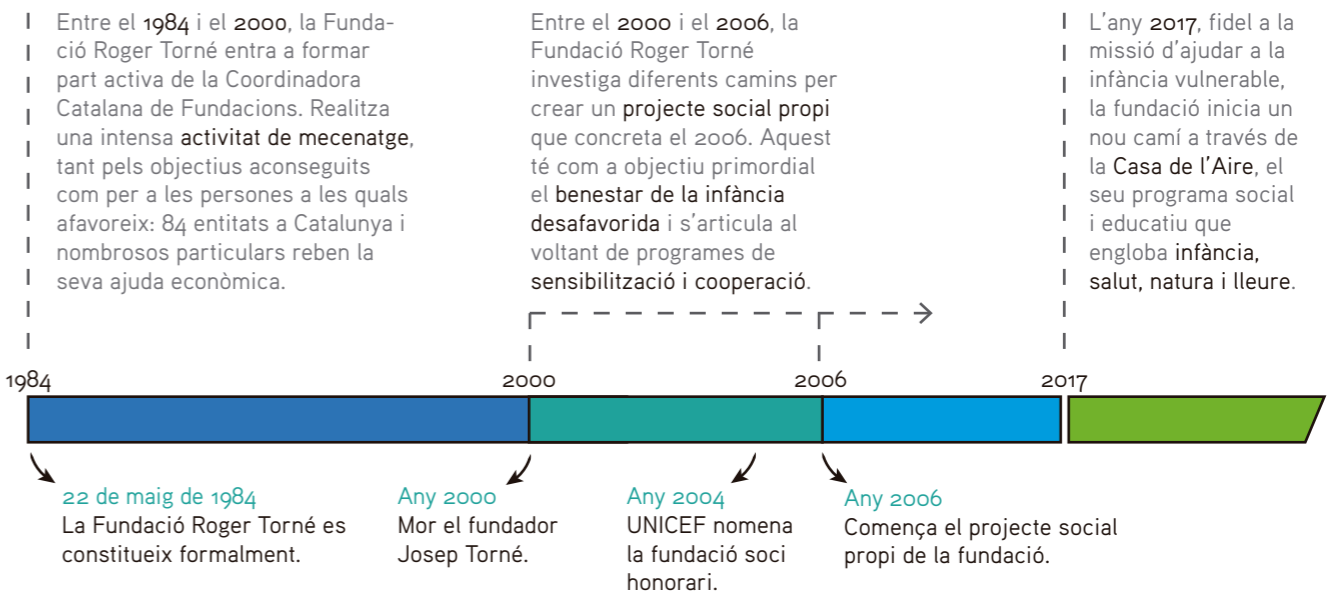 Entre el 1984 i el 2000, la Funda-
ció Roger Torné entra a formar
part activa de la Coordinadora
Catalana de Fundacions. Realitza
una intensa activitat de mecenatge,
tant pels objectius aconseguits
com per a les persones a les quals
afavoreix: 84 entitats a Catalunya i
nombrosos particulars reben la
seva ajuda econòmica.
Entre el 2000 i el 2006, la
Fundació Roger Torné
investiga diferents camins per
crear un projecte social propi
que concreta el 2006. Aquest
té com a objectiu primordial
el benestar de la infància
desafavorida i s'articula al
voltant de programes de
sensibilització i cooperació.
L'any 2017, fidel a la
missió d'ajudar a la
infància vulnerable,
la fundació inicia un
nou camí a través de
la Casa de l'Aire, el
seu programa social
i educatiu que
engloba infància,
salut, natura i lleure.
1984
2000
2006
2017
22 de maig de 1984
La Fundació Roger Torné es
constitueix formalment.
Any 2000
Mor el fundador
Josep Torné.
Any 2004
UNICEF nomena
la fundació soci
honorari.
Any 2006
Comença el projecte social
propi de la fundació.